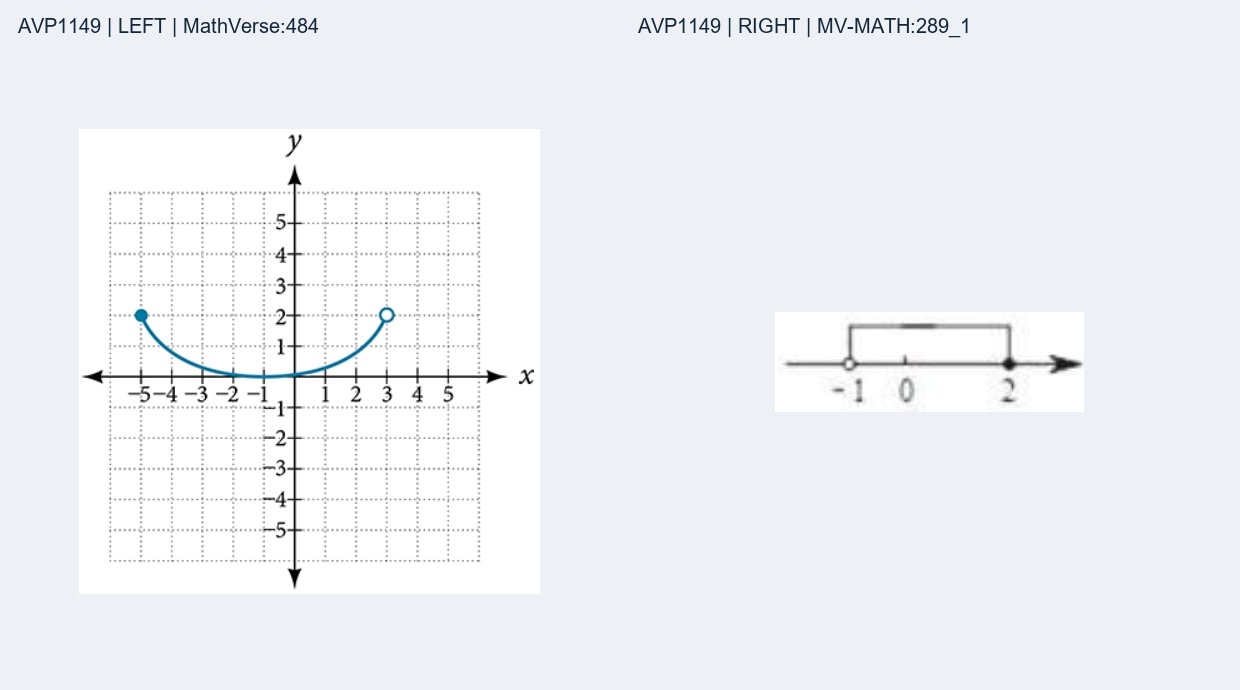 AVP1149 | LEFT | MathVerse:484
AVP1149 | RIGHT | MV-MATH:289_1
y
5
4
3
2
1
x
−5 −4 −3 −2 −1 1 2 3 4 5
−1
−2
−3
−4
−5
-1 0 2